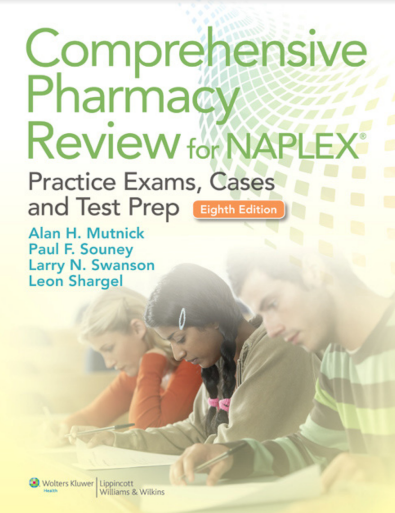 Comprehensive
Pharmacy
Review for NAPLEX®
Practice Exams, Cases
and Test Prep Eighth Edition
Alan H. Mutnick
Paul F. Souney
Larry N. Swanson
Leon Shargel
Wolters Kluwer | Lippincott
Health Williams & Wilkins